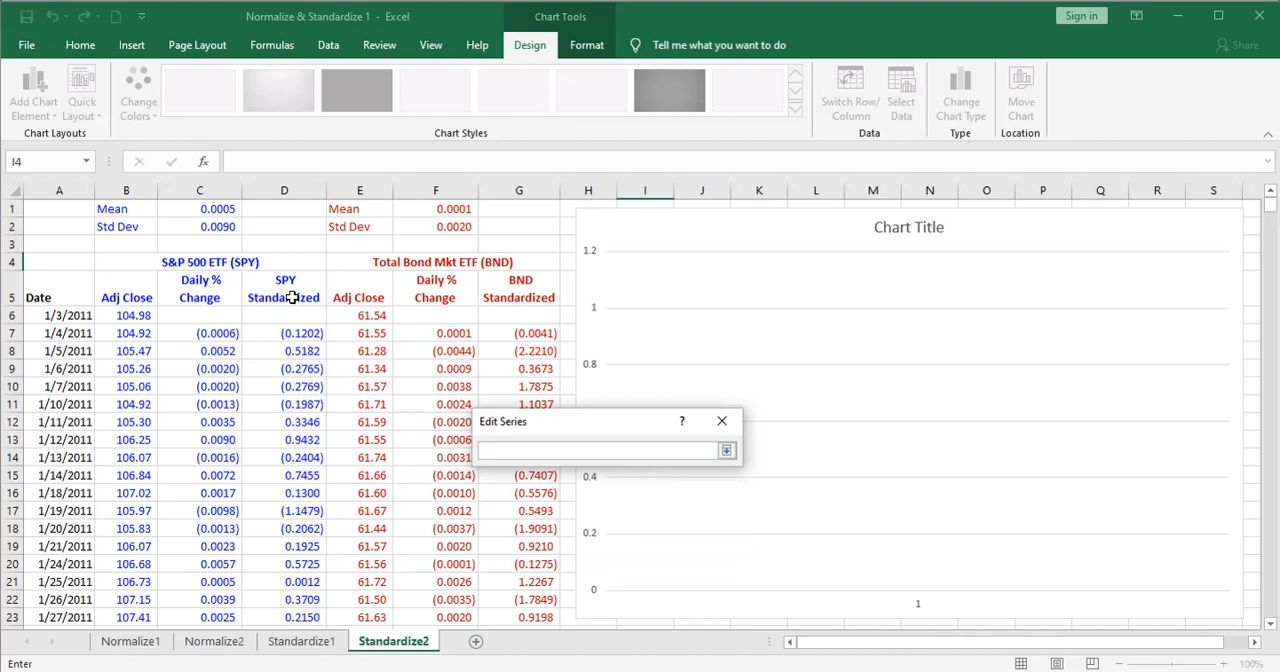 Normalize & Standardize 1 - Excel
Chart Tools
Sign in
File Home Insert Page Layout Formulas Data Review View Help Design Format Tell me what you want to do Share
Add Chart Element
Quick Layout
Change Colors
Switch Row/ Column
Select Data
Change Chart Type
Move Chart
Chart Layouts Chart Styles Data Type Location
I4 fx
A B C D E F G H I J K L M N O P Q R S
1 Mean 0.0005 Mean 0.0001
2 Std Dev 0.0090 Std Dev 0.0020
3
4 S&P 500 ETF (SPY) Total Bond Mkt ETF (BND)
Daily % SPY Daily % BND
5 Date Adj Close Change Standardized Adj Close Change Standardized
6 1/3/2011 104.98 61.54
7 1/4/2011 104.92 (0.0006) (0.1202) 61.55 0.0001 (0.0041)
8 1/5/2011 105.47 0.0052 0.5182 61.28 (0.0044) (2.2210)
9 1/6/2011 105.26 (0.0020) (0.2765) 61.34 0.0009 0.3673
10 1/7/2011 105.06 (0.0020) (0.2769) 61.57 0.0038 1.7875
11 1/10/2011 104.92 (0.0013) (0.1987) 61.71 0.0024 1.1037
12 1/11/2011 105.30 0.0035 0.3346 61.59 (0.0020
13 1/12/2011 106.25 0.0090 0.9432 61.55 (0.0006
14 1/13/2011 106.07 (0.0016) (0.2404) 61.74 0.0031
15 1/14/2011 106.84 0.0072 0.7455 61.66 (0.0014) (0.7407)
16 1/18/2011 107.02 0.0017 0.1300 61.60 (0.0010) (0.5576)
17 1/19/2011 105.97 (0.0098) (1.1479) 61.67 0.0012 0.5493
18 1/20/2011 105.83 (0.0013) (0.2062) 61.44 (0.0037) (1.9091)
19 1/21/2011 106.07 0.0023 0.1925 61.57 0.0020 0.9210
20 1/24/2011 106.68 0.0057 0.5725 61.56 (0.0001) (0.1275)
21 1/25/2011 106.73 0.0005 0.0012 61.72 0.0026 1.2267
22 1/26/2011 107.15 0.0039 0.3709 61.50 (0.0035) (1.7849)
23 1/27/2011 107.41 0.0025 0.2150 61.63 0.0020 0.9198
Chart Title
1.2
1
0.8
0.4
0.2
0
1
Edit Series ?
Normalize1 Normalize2 Standardize1 Standardize2
Enter 100%